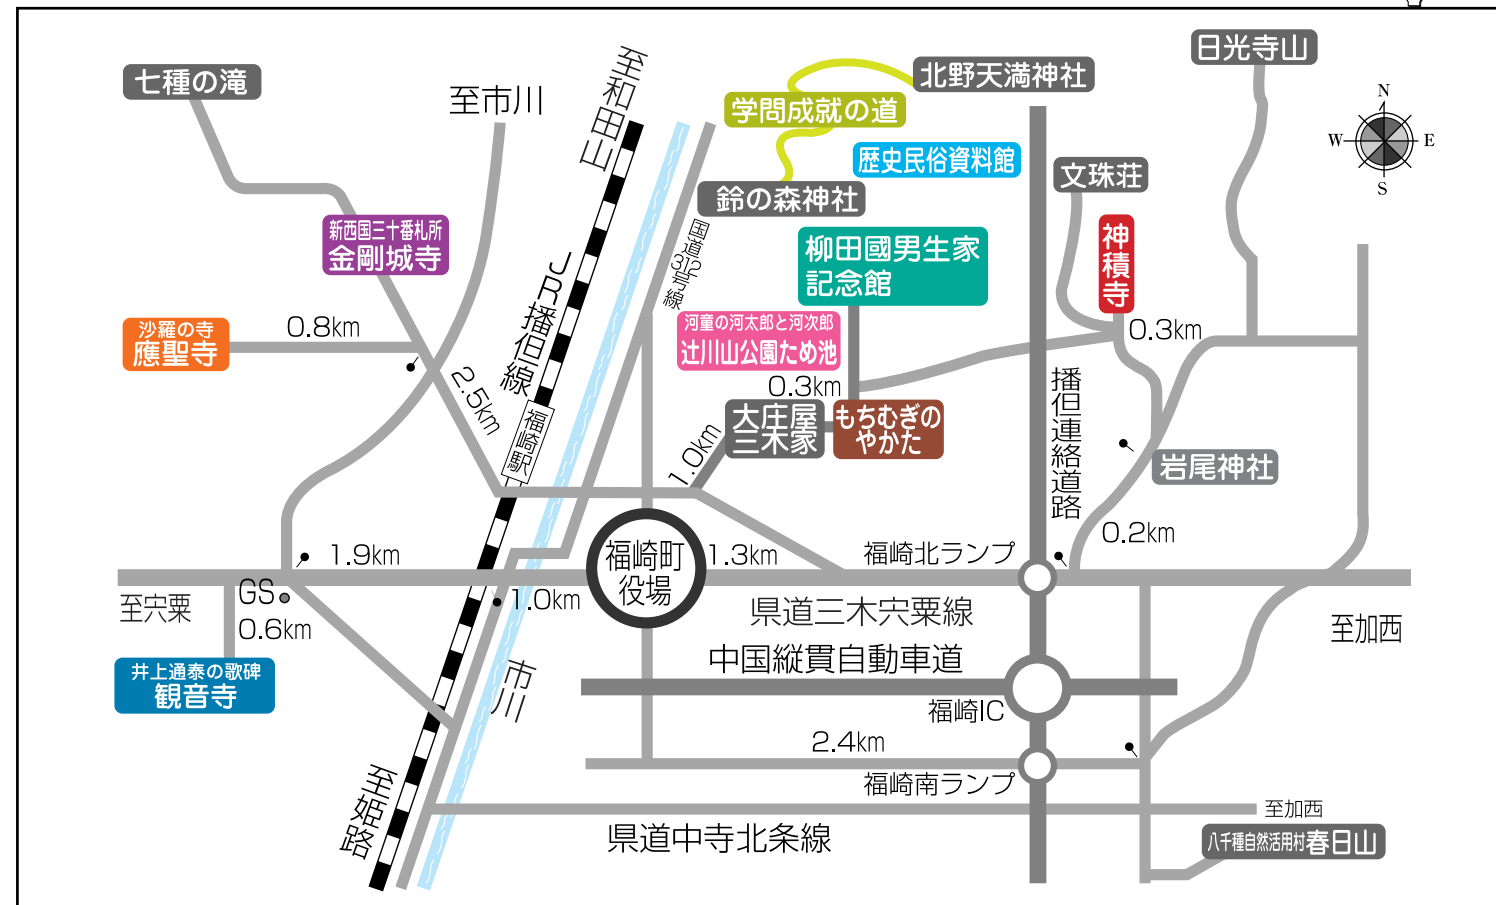 日光寺山
北野天満神社
七種の滝
至和田山
至市川
学問成就の道
N
W
E
S
歴史民俗資料館
文珠荘
鈴の森神社
新西国三十番札所
金剛城寺
国道312号線
柳田國男生家
記念館
神積寺
JR播但線
沙羅の寺
應聖寺
0.8km
河童の河太郎と河次郎
辻川山公園ため池
0.3km
0.3km
2.5km
播但連絡道路
大庄屋
三木家
もちむぎの
やかた
福崎駅
1.0km
岩尾神社
0.2km
1.9km
福崎町
役場
1.3km
福崎北ランプ
至宍粟
GS
0.6km
1.0km
県道三木宍粟線
至加西
井上通泰の歌碑
観音寺
市川
中国縦貫自動車道
福崎IC
2.4km
福崎南ランプ
至姫路
県道中寺北条線
至加西
八千種自然活用村春日山